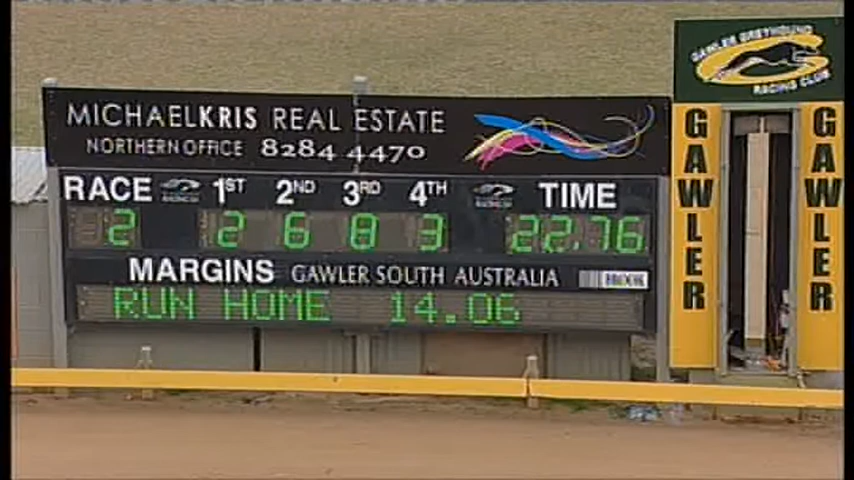 GAWLER GREYHOUND
RACING CLUB
MICHAELKRIS REAL ESTATE
NORTHERN OFFICE 8284 4470
RACE 1ST 2ND 3RD 4TH TIME
2 2 6 8 3 22.76
MARGINS GAWLER SOUTH AUSTRALIA
RUN HOME 14.06
GAWLER
GAWLER